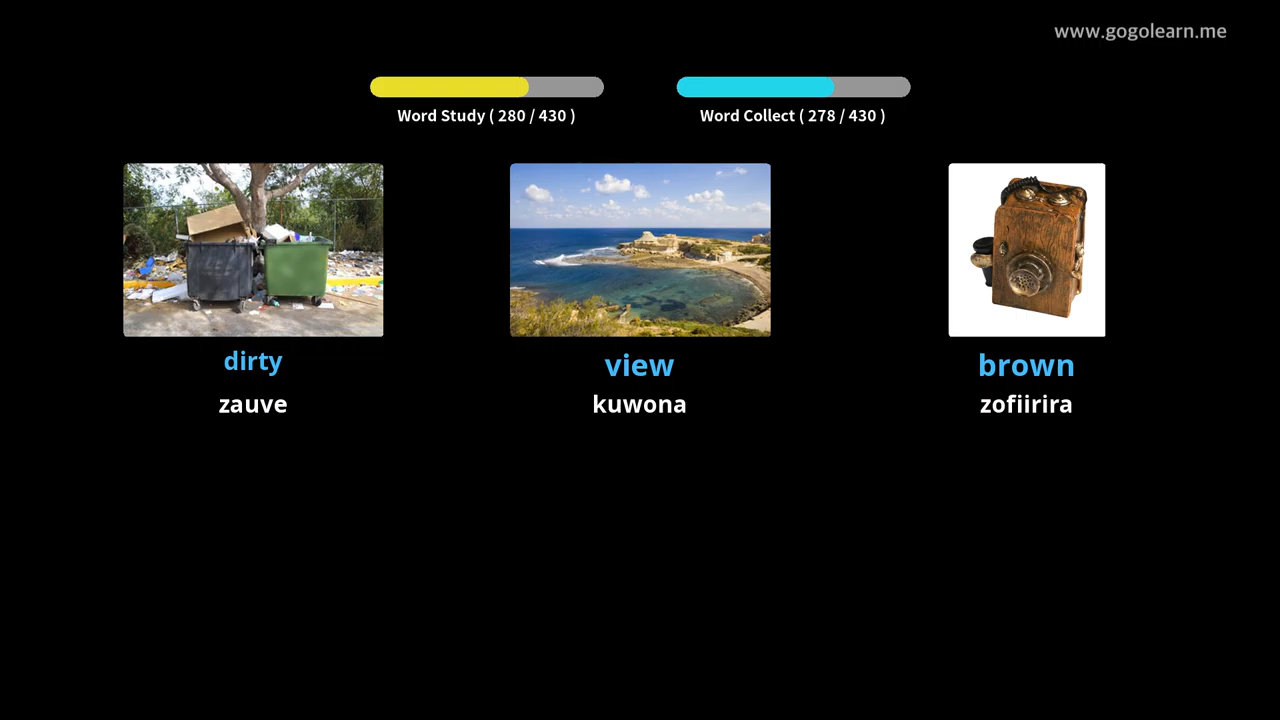 www.gogolearn.me
Word Study ( 280 / 430 )
Word Collect ( 278 / 430 )
dirty
zauve
view
kuwona
brown
zofiirira